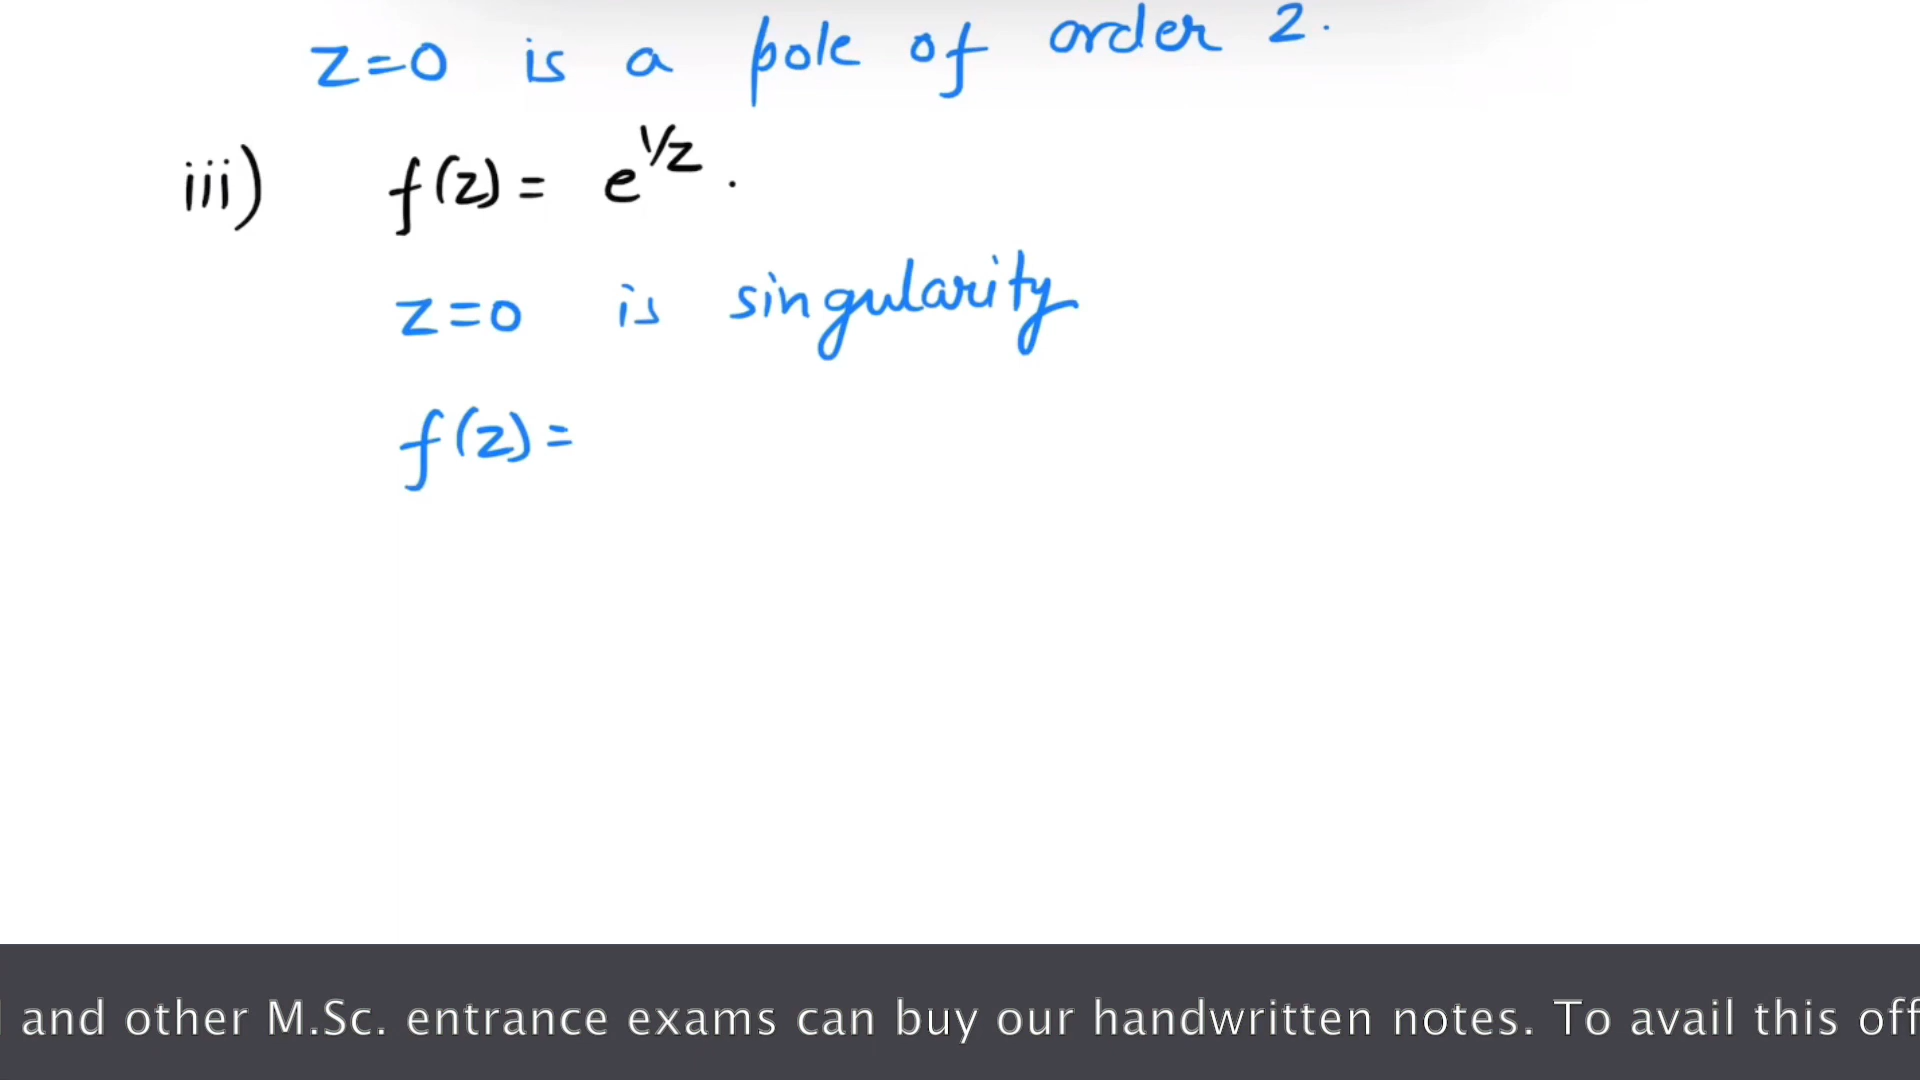 z=0 is a pole of order 2.
iii) f(z) = e^1/z .
z=0 is singularity
f(z) =
and other M.Sc. entrance exams can buy our handwritten notes. To avail this off